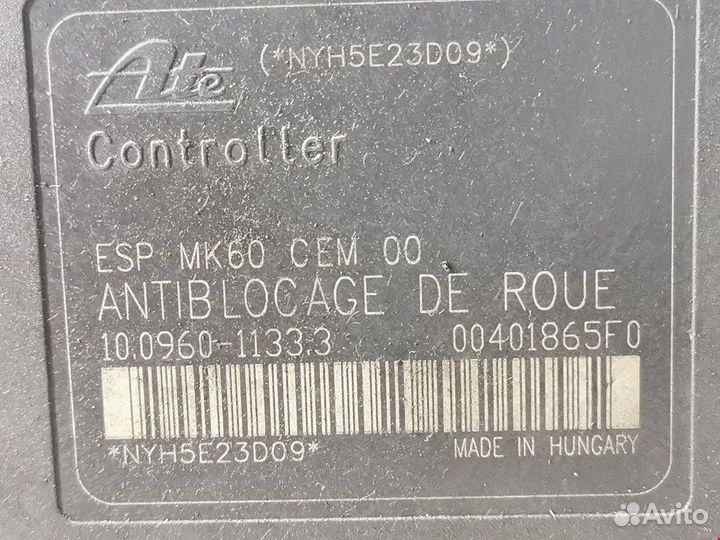 Ate
(*NYH5E23D09*)
Controller
ESP MK60 CEM 00
ANTIBLOCAGE DE ROUE
10.0960-1133.3 00401865F0
*NYH5E23D09* MADE IN HUNGARY
Avito